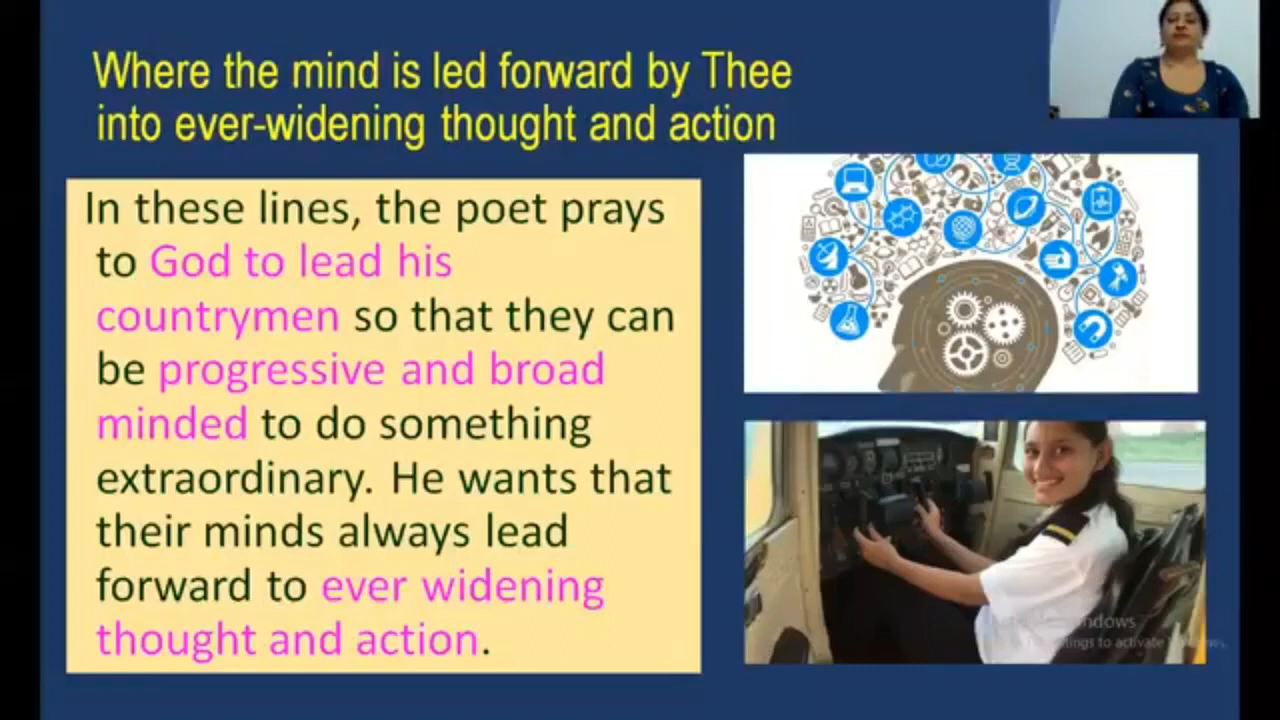 Where the mind is led forward by Thee
into ever-widening thought and action
In these lines, the poet prays
to God to lead his
countrymen so that they can
be progressive and broad
minded to do something
extraordinary. He wants that
their minds always lead
forward to ever widening
thought and action.
to activate